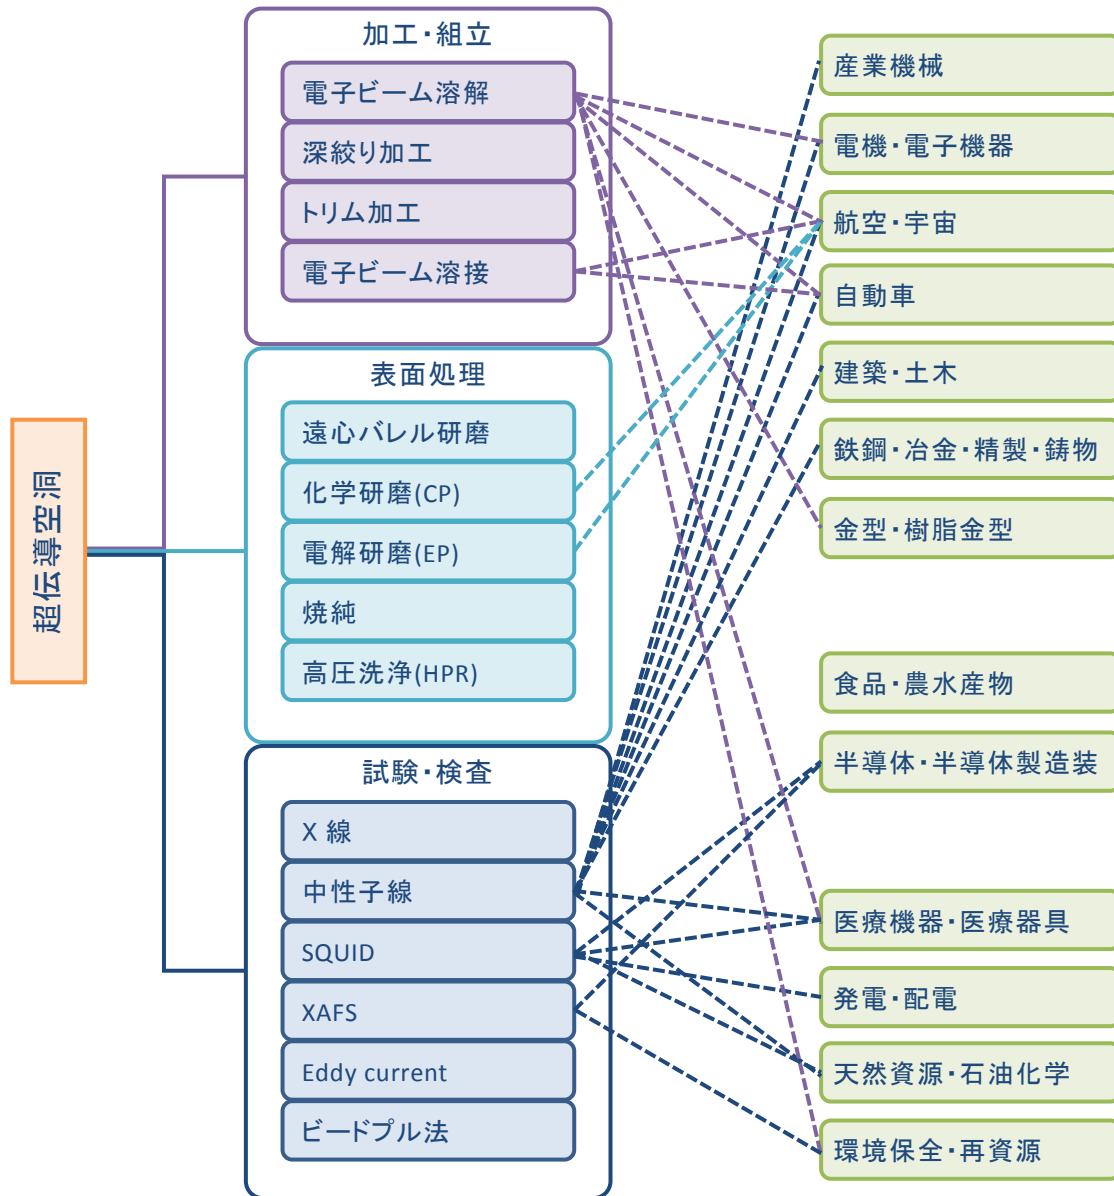 超伝導空洞
加工・組立
電子ビーム溶解
深絞り加工
トリム加工
電子ビーム溶接
表面処理
遠心バレル研磨
化学研磨(CP)
電解研磨(EP)
焼純
高圧洗浄(HPR)
試験・検査
X 線
中性子線
SQUID
XAFS
Eddy current
ビードプル法
産業機械
電機・電子機器
航空・宇宙
自動車
建築・土木
鉄鋼・冶金・精製・鋳物
金型・樹脂金型
食品・農水産物
半導体・半導体製造装
医療機器・医療器具
発電・配電
天然資源・石油化学
環境保全・再資源